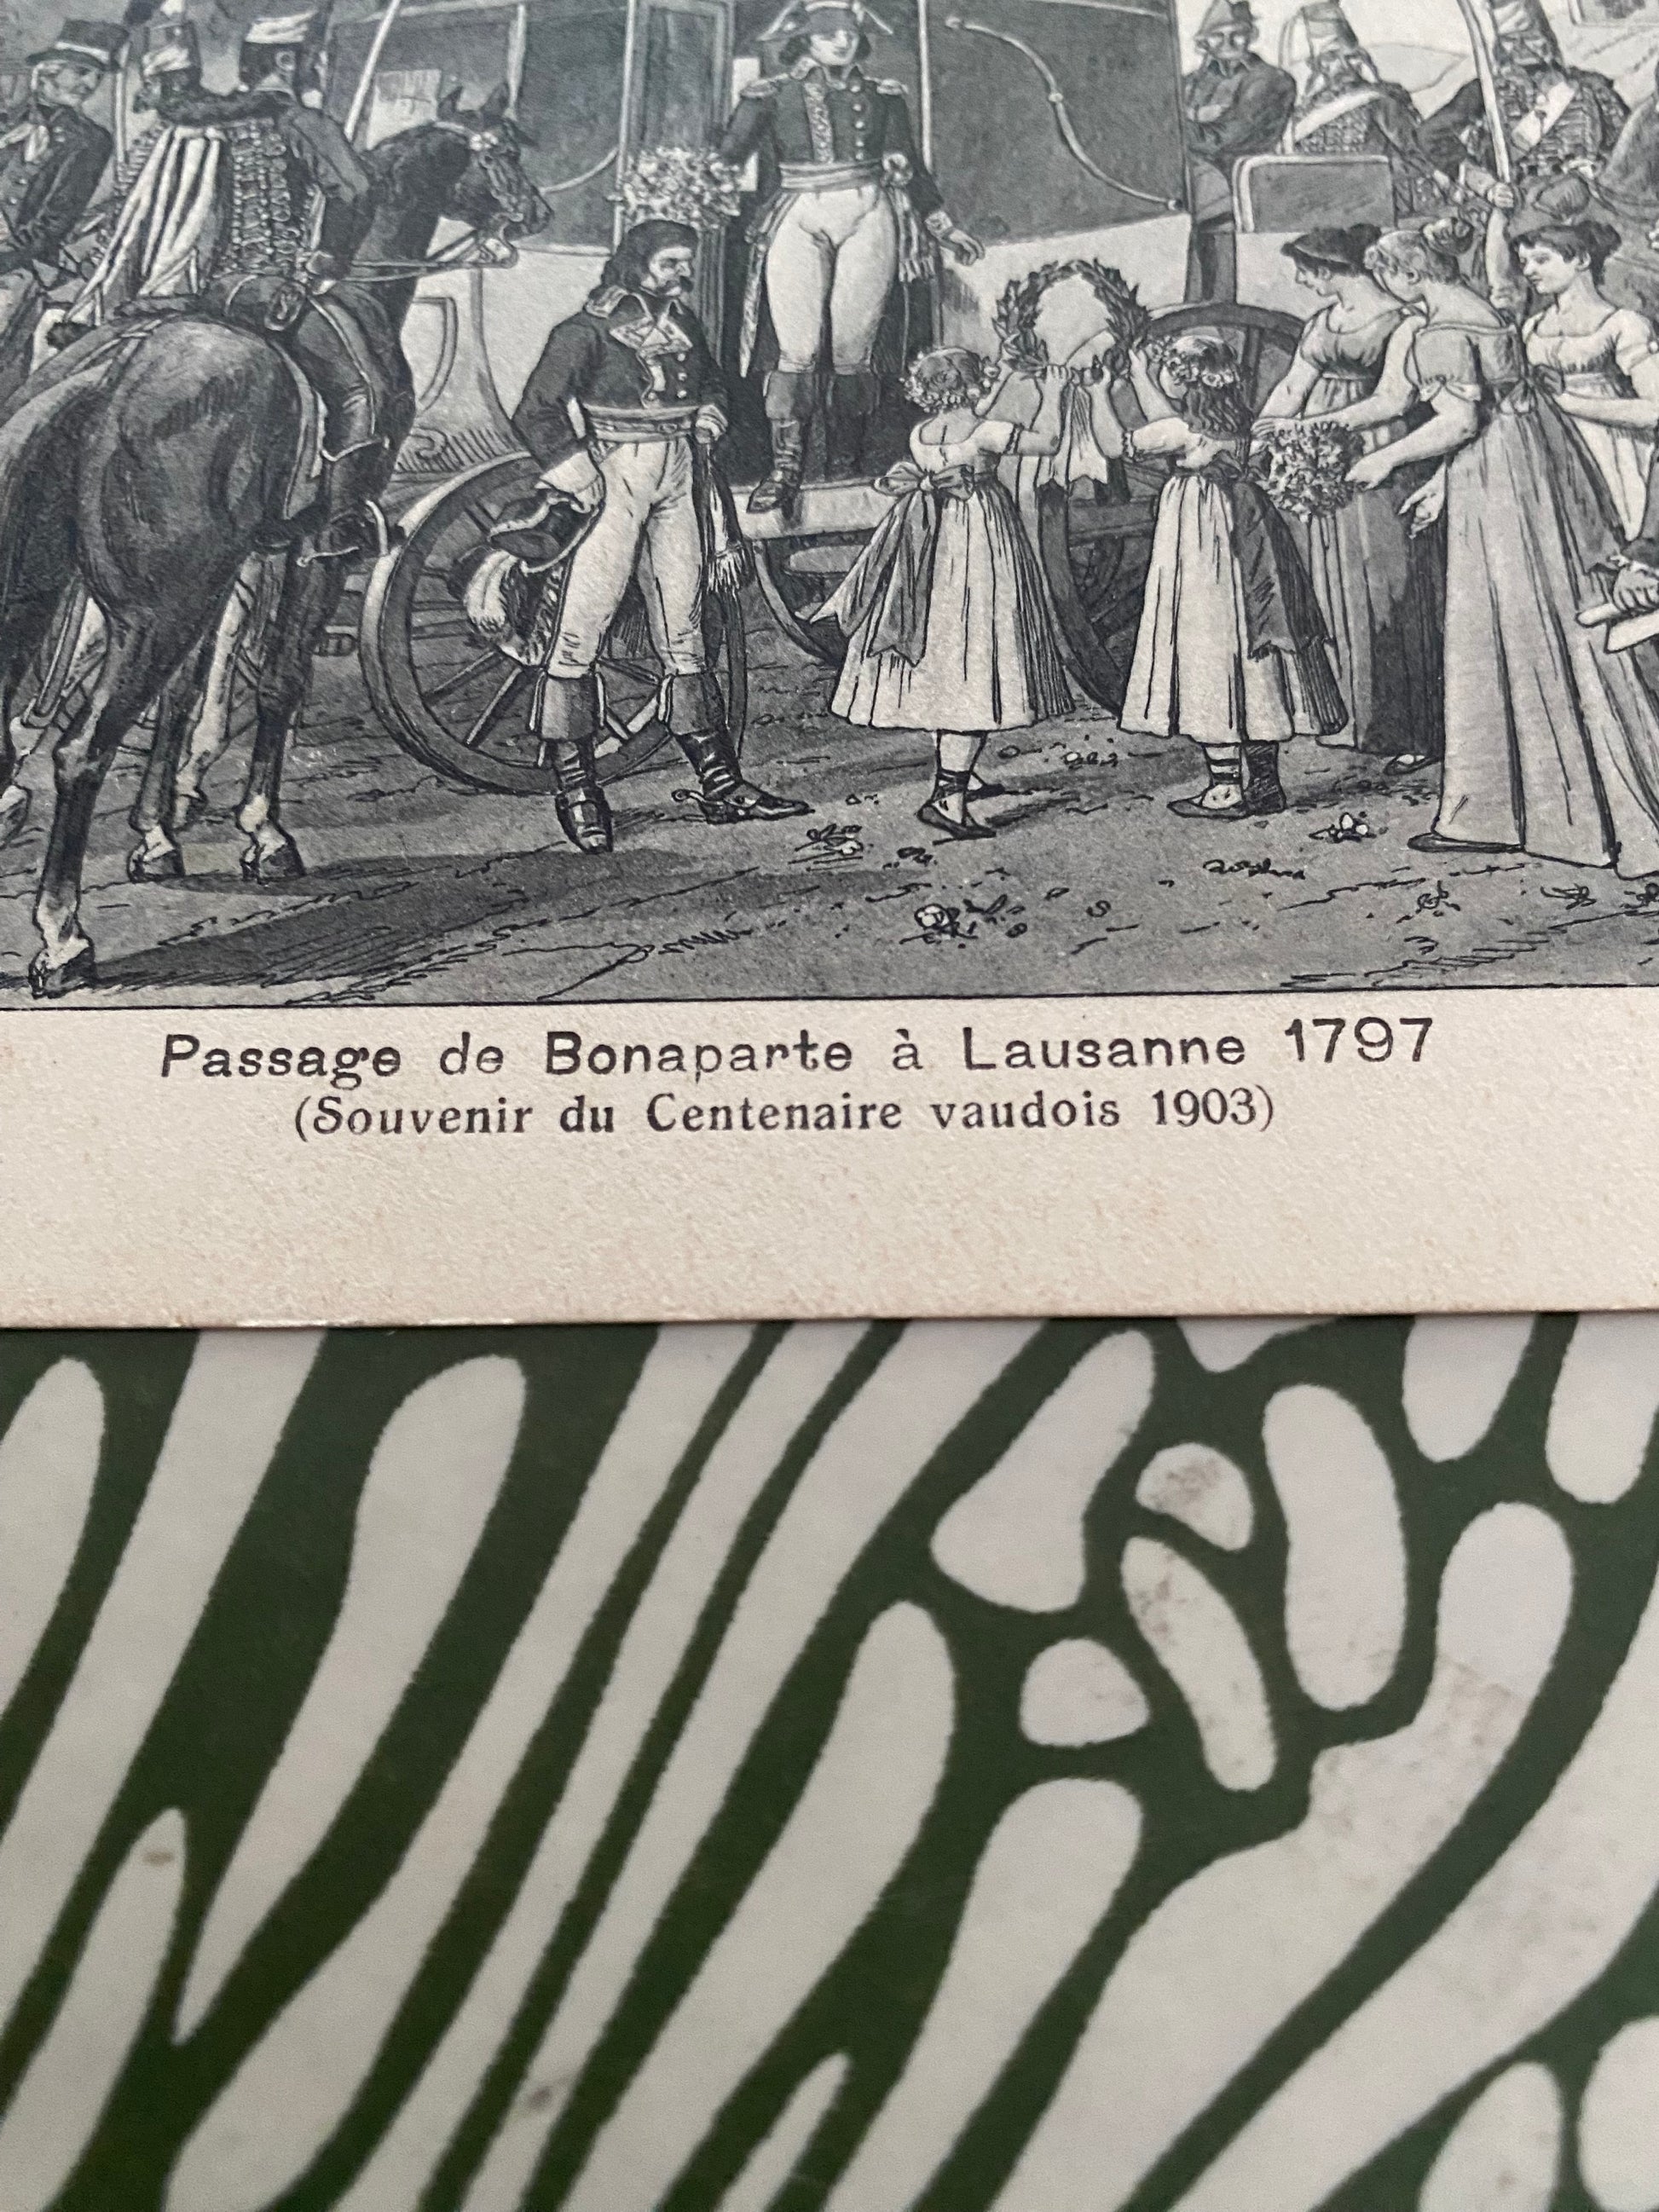 Passage de Bonaparte à Lausanne 1797
(Souvenir du Centenaire vaudois 1903)